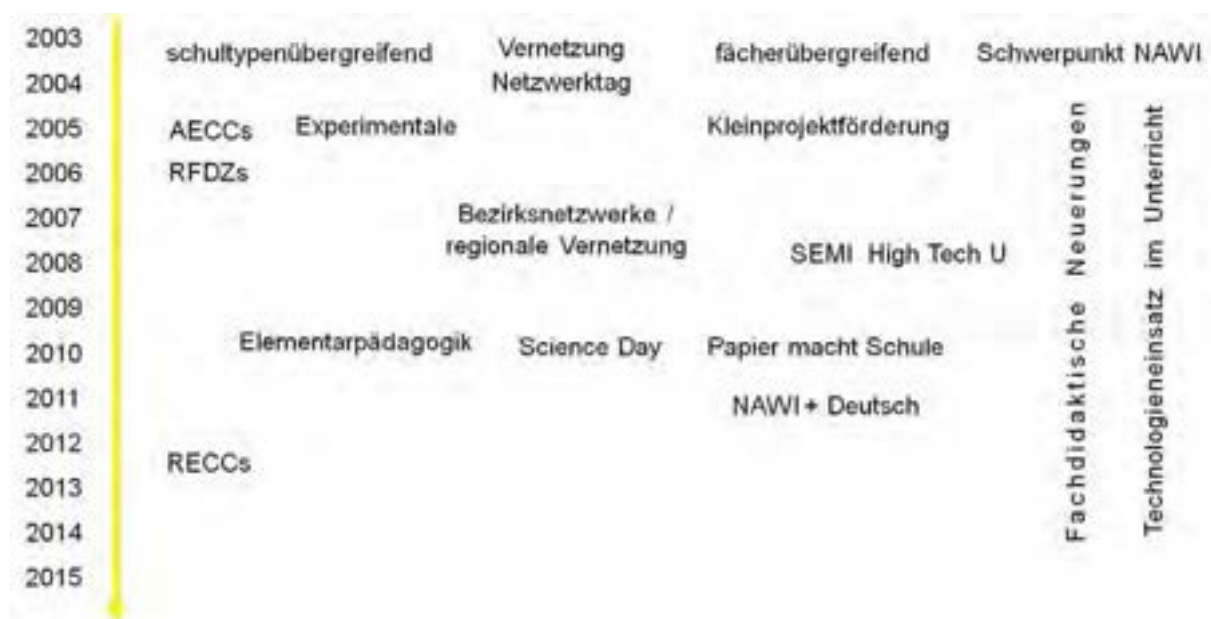 2003
schultypenübergreifend
Vernetzung
Netzwerktag
fächerübergreifend
Schwerpunkt NAWI
2004
2005
AECCs
Experimentale
Kleinprojektförderung
2006
RFDZs
2007
Bezirksnetzwerke /
regionale Vernetzung
2008
SEMI High Tech U
2009
2010
Elementarpädagogik
Science Day
Papier macht Schule
2011
NAWI + Deutsch
2012
RECCs
2013
2014
2015
Fachdidaktische Neuerungen
Technologieneinsatz im Unterricht